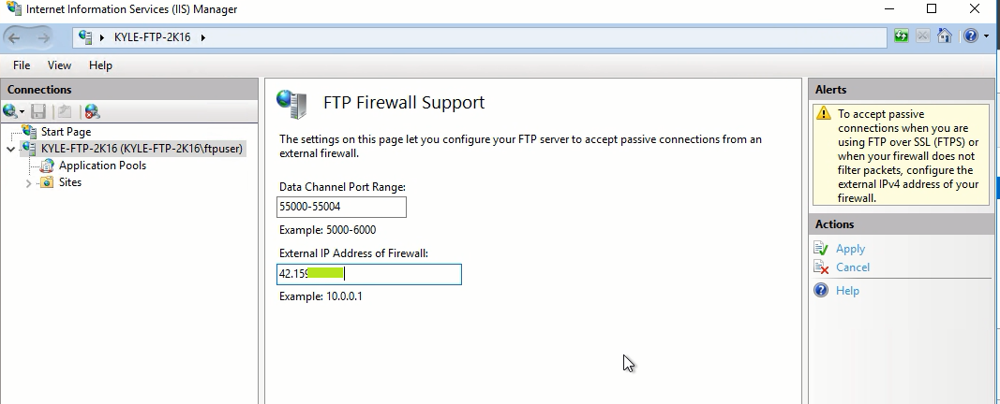 Internet Information Services (IIS) Manager
KYLE-FTP-2K16
File View Help
Connections
Start Page
KYLE-FTP-2K16 (KYLE-FTP-2K16\ftpuser)
Application Pools
Sites
FTP Firewall Support
The settings on this page let you configure your FTP server to accept passive connections from an
external firewall.
Data Channel Port Range:
55000-55004
Example: 5000-6000
External IP Address of Firewall:
42.159
Example: 10.0.0.1
Alerts
To accept passive
connections when you are
using FTP over SSL (FTPS) or
when your firewall does not
filter packets, configure the
external IPv4 address of your
firewall.
Actions
Apply
Cancel
Help